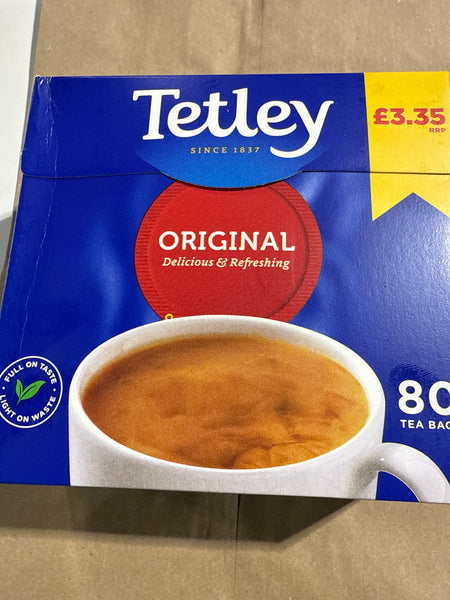 Tetley
SINCE 1837
£3.35
RRP
ORIGINAL
Delicious & Refreshing
FULL ON TASTE
LIGHT ON WASTE
80
TEA BAG